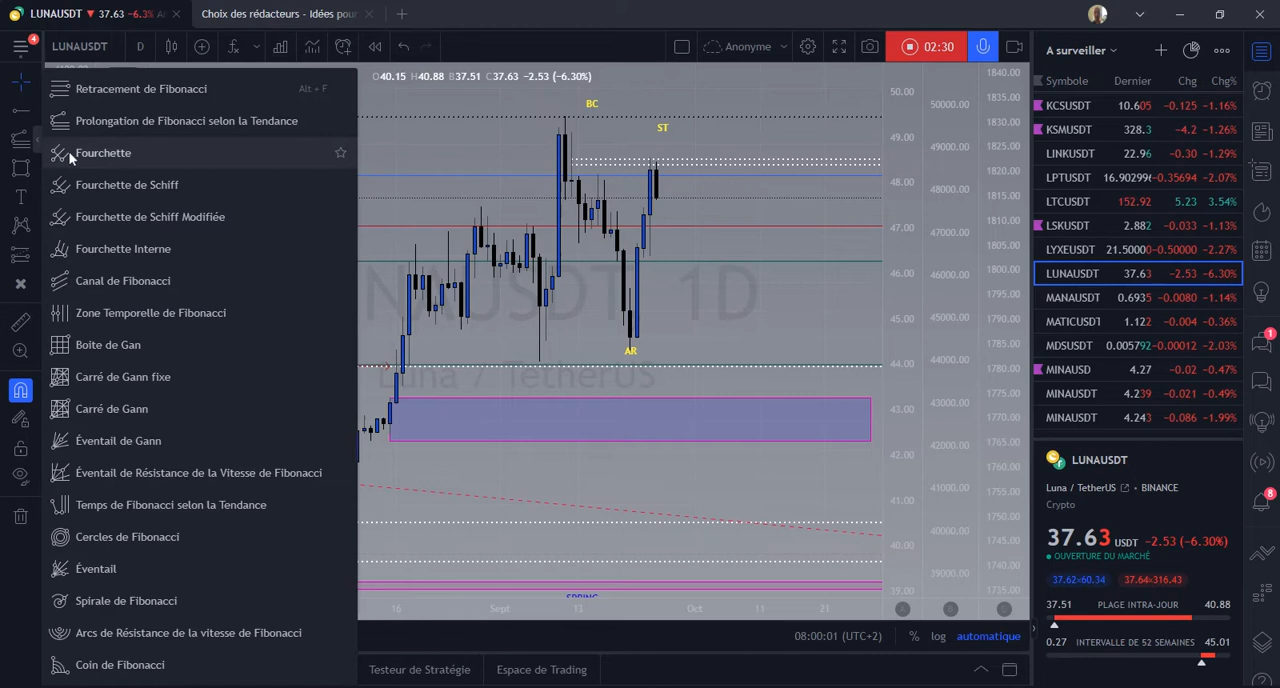 LUNAUSDT ▼ 37.63 −6.3%
Choix des rédacteurs - Idées pour
4
LUNAUSDT
D
Anonyme
02:30
A surveiller
O40.15 H40.88 B37.51 C37.63 −2.53 (−6.30%)
Retracement de Fibonacci
Alt + F
Prolongation de Fibonacci selon la Tendance
Fourchette
Fourchette de Schiff
Fourchette de Schiff Modifiée
Fourchette Interne
Canal de Fibonacci
Zone Temporelle de Fibonacci
Boite de Gan
Carré de Gann fixe
Carré de Gann
Éventail de Gann
Éventail de Résistance de la Vitesse de Fibonacci
Temps de Fibonacci selon la Tendance
Cercles de Fibonacci
Éventail
Spirale de Fibonacci
Arcs de Résistance de la vitesse de Fibonacci
Coin de Fibonacci
BC
ST
AR
SPRING
NAUSDT 1D
Luna / TetherUS
50.00
49.00
48.00
47.00
46.00
45.00
44.00
43.00
42.00
41.00
40.00
39.00
50000.00
49000.00
48000.00
47000.00
46000.00
45000.00
44000.00
43000.00
42000.00
41000.00
40000.00
39000.00
1840.00
1835.00
1830.00
1825.00
1820.00
1815.00
1810.00
1805.00
1800.00
1795.00
1790.00
1785.00
1780.00
1775.00
1770.00
1765.00
1760.00
1755.00
1750.00
1745.00
1740.00
1735.00
16 Sept 13 Oct 11 21
A B
08:00:01 (UTC+2) % log automatique
Testeur de Stratégie
Espace de Trading
Symbole Dernier Chg Chg%
KCSUSDT 10.605 −0.125 −1.16%
KSMUSDT 328.3 −4.2 −1.26%
LINKUSDT 22.96 −0.30 −1.29%
LPTUSDT 16.90299 −0.35694 −2.07%
LTCUSDT 152.92 5.23 3.54%
LSKUSDT 2.882 −0.033 −1.13%
LYXEUSDT 21.5000 −0.50000 −2.27%
LUNAUSDT 37.63 −2.53 −6.30%
MANAUSDT 0.6935 −0.0080 −1.14%
MATICUSDT 1.122 −0.004 −0.36%
MDSUSDT 0.005792 −0.00012 −2.03%
MINAUSD 4.27 −0.02 −0.47%
MINAUSDT 4.239 −0.021 −0.49%
MINAUSDT 4.243 −0.086 −1.99%
LUNAUSDT
Luna / TetherUS • BINANCE
Crypto
37.63 USDT −2.53 (−6.30%)
OUVERTURE DU MARCHÉ
37.62×60.34 37.64×316.43
37.51 PLAGE INTRA-JOUR 40.88
0.27 INTERVALLE DE 52 SEMAINES 45.01
1
8